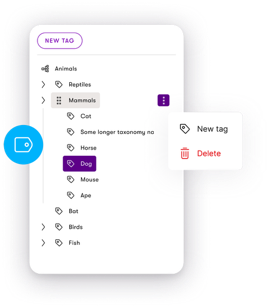 NEW TAG
Animals
Reptiles
Mammals
Cat
Some longer taxonomy no
Horse
Dog
Mouse
Ape
Bat
Birds
Fish
New tag
Delete